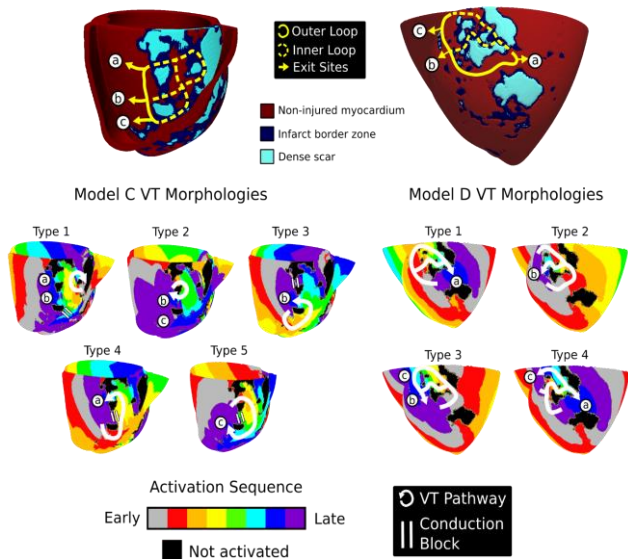 a
b
c
Outer Loop
Inner Loop
Exit Sites
c
b
a
Non-injured myocardium
Infarct border zone
Dense scar
Model C VT Morphologies
Model D VT Morphologies
Type 1
Type 2
Type 3
Type 1
Type 2
a
b
b
c
b
a
b
Type 4
Type 5
Type 3
Type 4
a
c
c
b
c
a
Activation Sequence
Early
Late
Not activated
VT Pathway
Conduction
Block